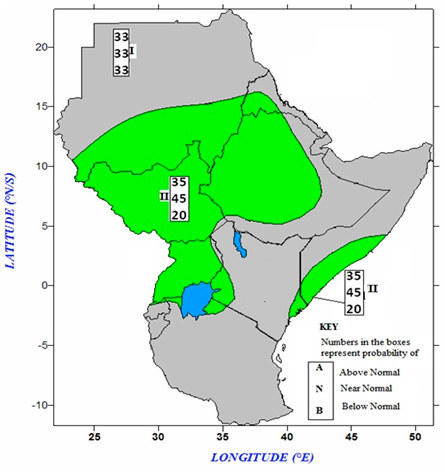 20
15
10
5
0
-5
-10
LATITUDE (°N/S)
33
33 I
33
35
II 45
20
35
45 II
20
KEY
Numbers in the boxes
represent probability of
A Above Normal
N Near Normal
B Below Normal
25 30 35 40 45 50
LONGITUDE (°E)